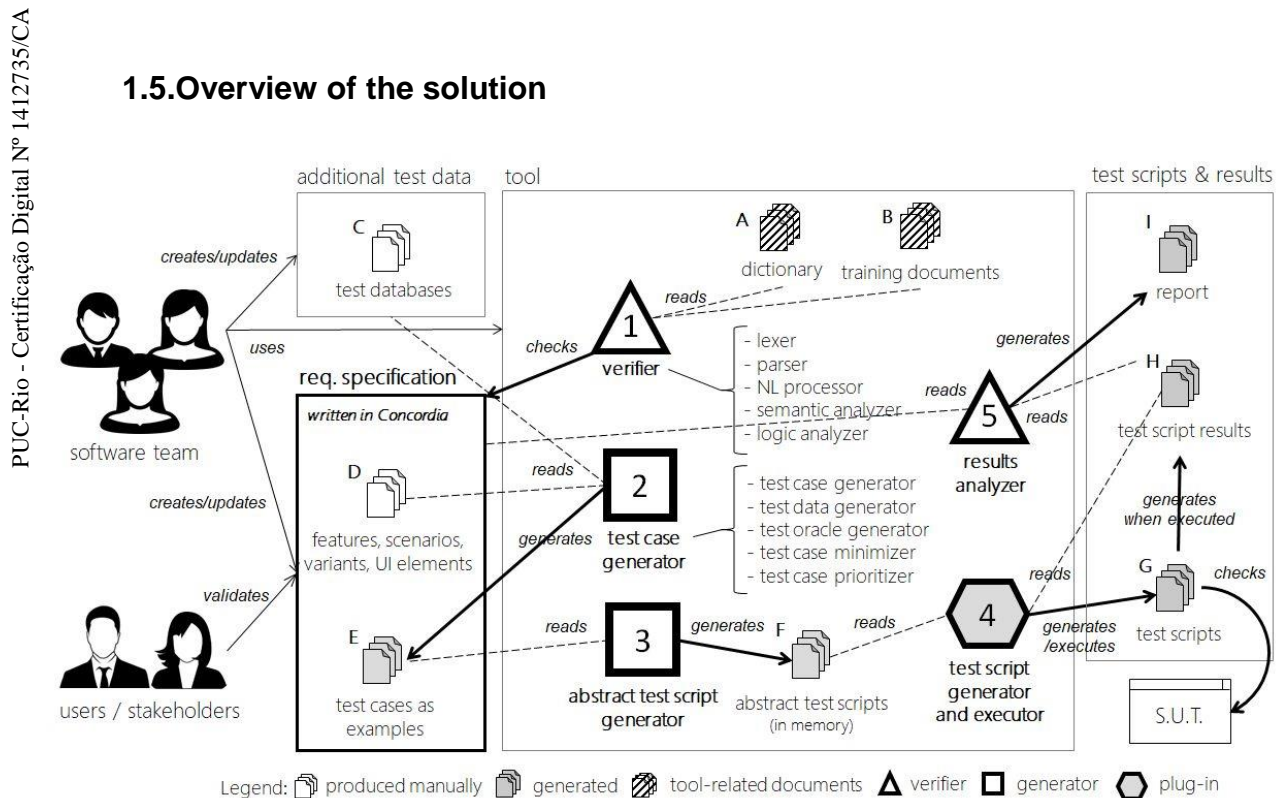 PUC-Rio - Certificação Digital Nº 1412735/CA
1.5.Overview of the solution
additional test data
tool
test scripts & results
C
test databases
creates/updates
uses
software team
creates/updates
validates
users / stakeholders
req. specification
written in Concordia
D
features, scenarios,
variants, UI elements
E
test cases as
examples
A
dictionary
B
training documents
reads
1
verifier
checks
- lexer
- parser
- NL processor
- semantic analyzer
- logic analyzer
reads
2
test case
generator
generates
- test case generator
- test data generator
- test oracle generator
- test case minimizer
- test case prioritizer
reads
3
abstract test script
generator
generates
F
abstract test scripts
(in memory)
reads
4
test script
generator
and executor
reads
generates
/executes
reads
5
results
analyzer
generates
reads
I
report
H
test script results
generates
when executed
G
test scripts
checks
S.U.T.
Legend: produced manually generated tool-related documents verifier generator plug-in